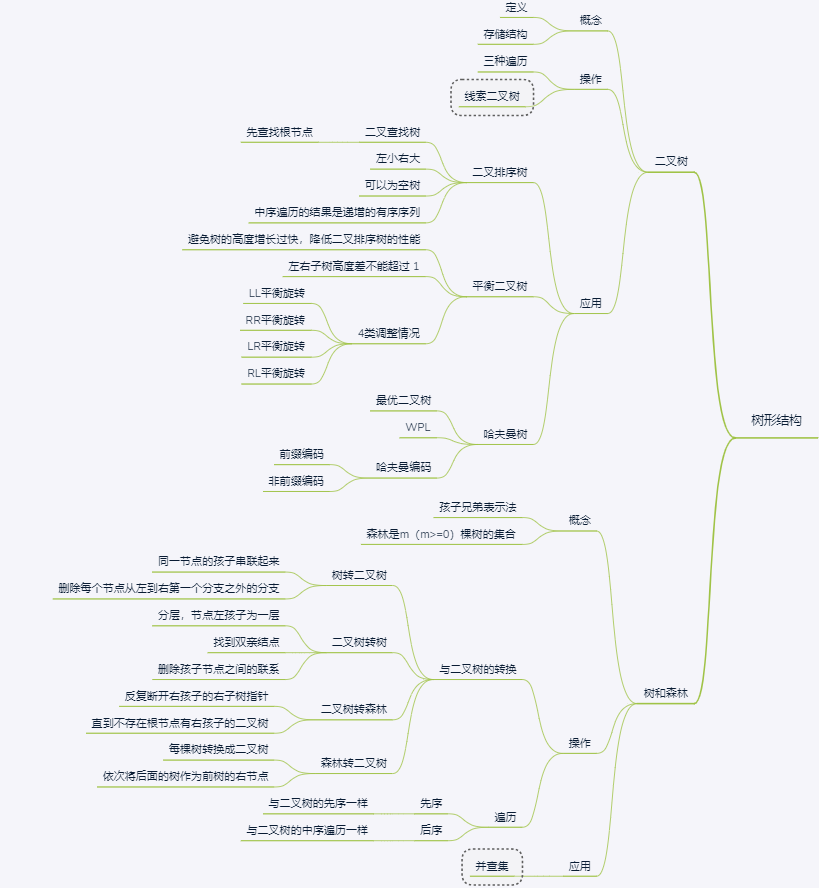 定义
概念
存储结构
三种遍历
操作
线索二叉树
先查找根节点
二叉查找树
左小右大
二叉树
二叉排序树
可以为空树
中序遍历的结果是递增的有序序列
避免树的高度增长过快，降低二叉排序树的性能
左右子树高度差不能超过 1
平衡二叉树
LL平衡旋转
应用
RR平衡旋转
4类调整情况
LR平衡旋转
RL平衡旋转
最优二叉树
树形结构
WPL
哈夫曼树
前缀编码
哈夫曼编码
非前缀编码
孩子兄弟表示法
概念
森林是m（m>=0）棵树的集合
同一节点的孩子串联起来
树转二叉树
删除每个节点从左到右第一个分支之外的分支
分层，节点左孩子为一层
找到双亲结点
二叉树转树
删除孩子节点之间的联系
与二叉树的转换
反复断开右孩子的右子树指针
树和森林
二叉树转森林
直到不存在根节点有右孩子的二叉树
每棵树转换成二叉树
操作
森林转二叉树
依次将后面的树作为前树的右节点
与二叉树的先序一样
先序
遍历
与二叉树的中序遍历一样
后序
并查集
应用